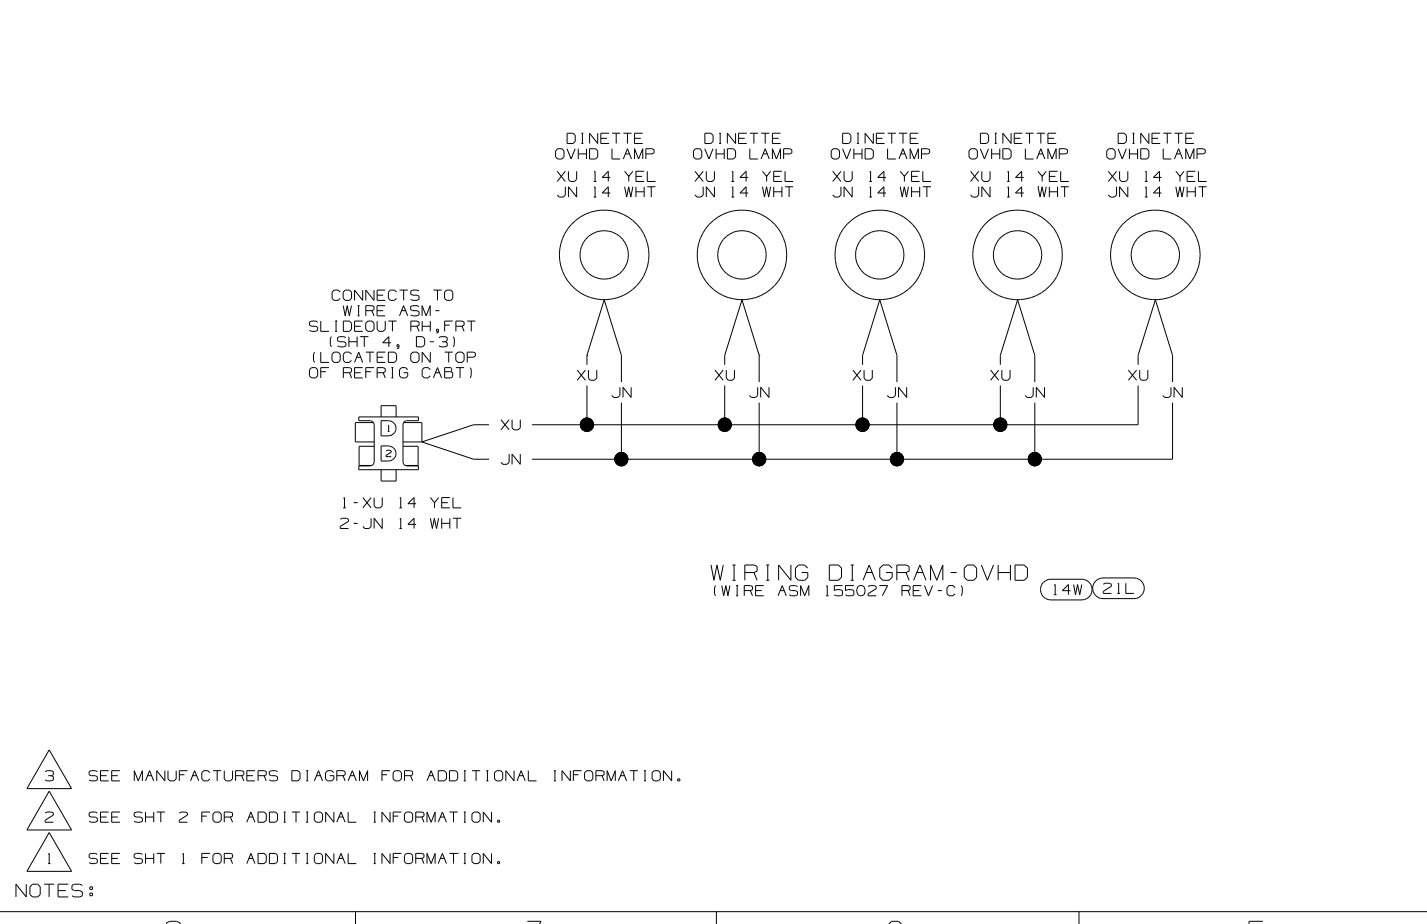 DINETTE
OVHD LAMP
XU 14 YEL
JN 14 WHT
DINETTE
OVHD LAMP
XU 14 YEL
JN 14 WHT
DINETTE
OVHD LAMP
XU 14 YEL
JN 14 WHT
DINETTE
OVHD LAMP
XU 14 YEL
JN 14 WHT
DINETTE
OVHD LAMP
XU 14 YEL
JN 14 WHT
CONNECTS TO
WIRE ASM-
SLIDEOUT RH,FRT
(SHT 4, D-3)
(LOCATED ON TOP
OF REFRIG CABT)
XU
JN
XU
JN
XU
JN
XU
JN
XU
JN
1
2
XU
JN
1-XU 14 YEL
2-JN 14 WHT
WIRING DIAGRAM-OVHD
(WIRE ASM 155027 REV-C)
14W
21L
3 SEE MANUFACTURERS DIAGRAM FOR ADDITIONAL INFORMATION.
2 SEE SHT 2 FOR ADDITIONAL INFORMATION.
1 SEE SHT 1 FOR ADDITIONAL INFORMATION.
NOTES: